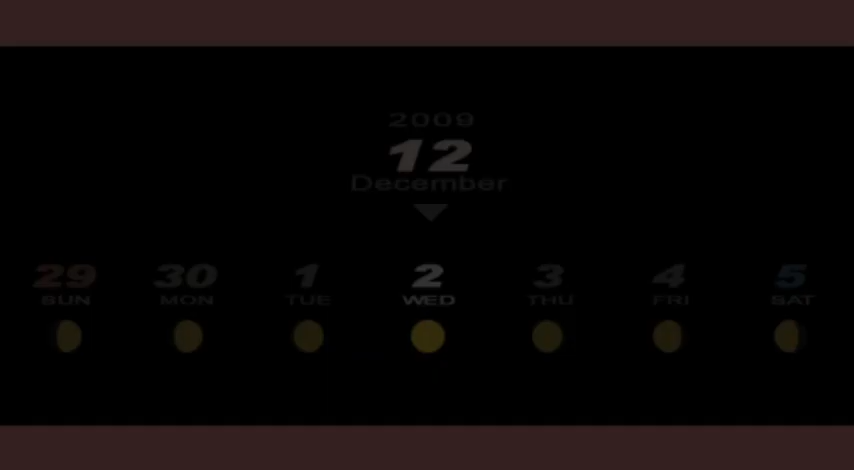 2009
12
December
29 30 1 2 3 4 5
SUN MON TUE WED THU FRI SAT